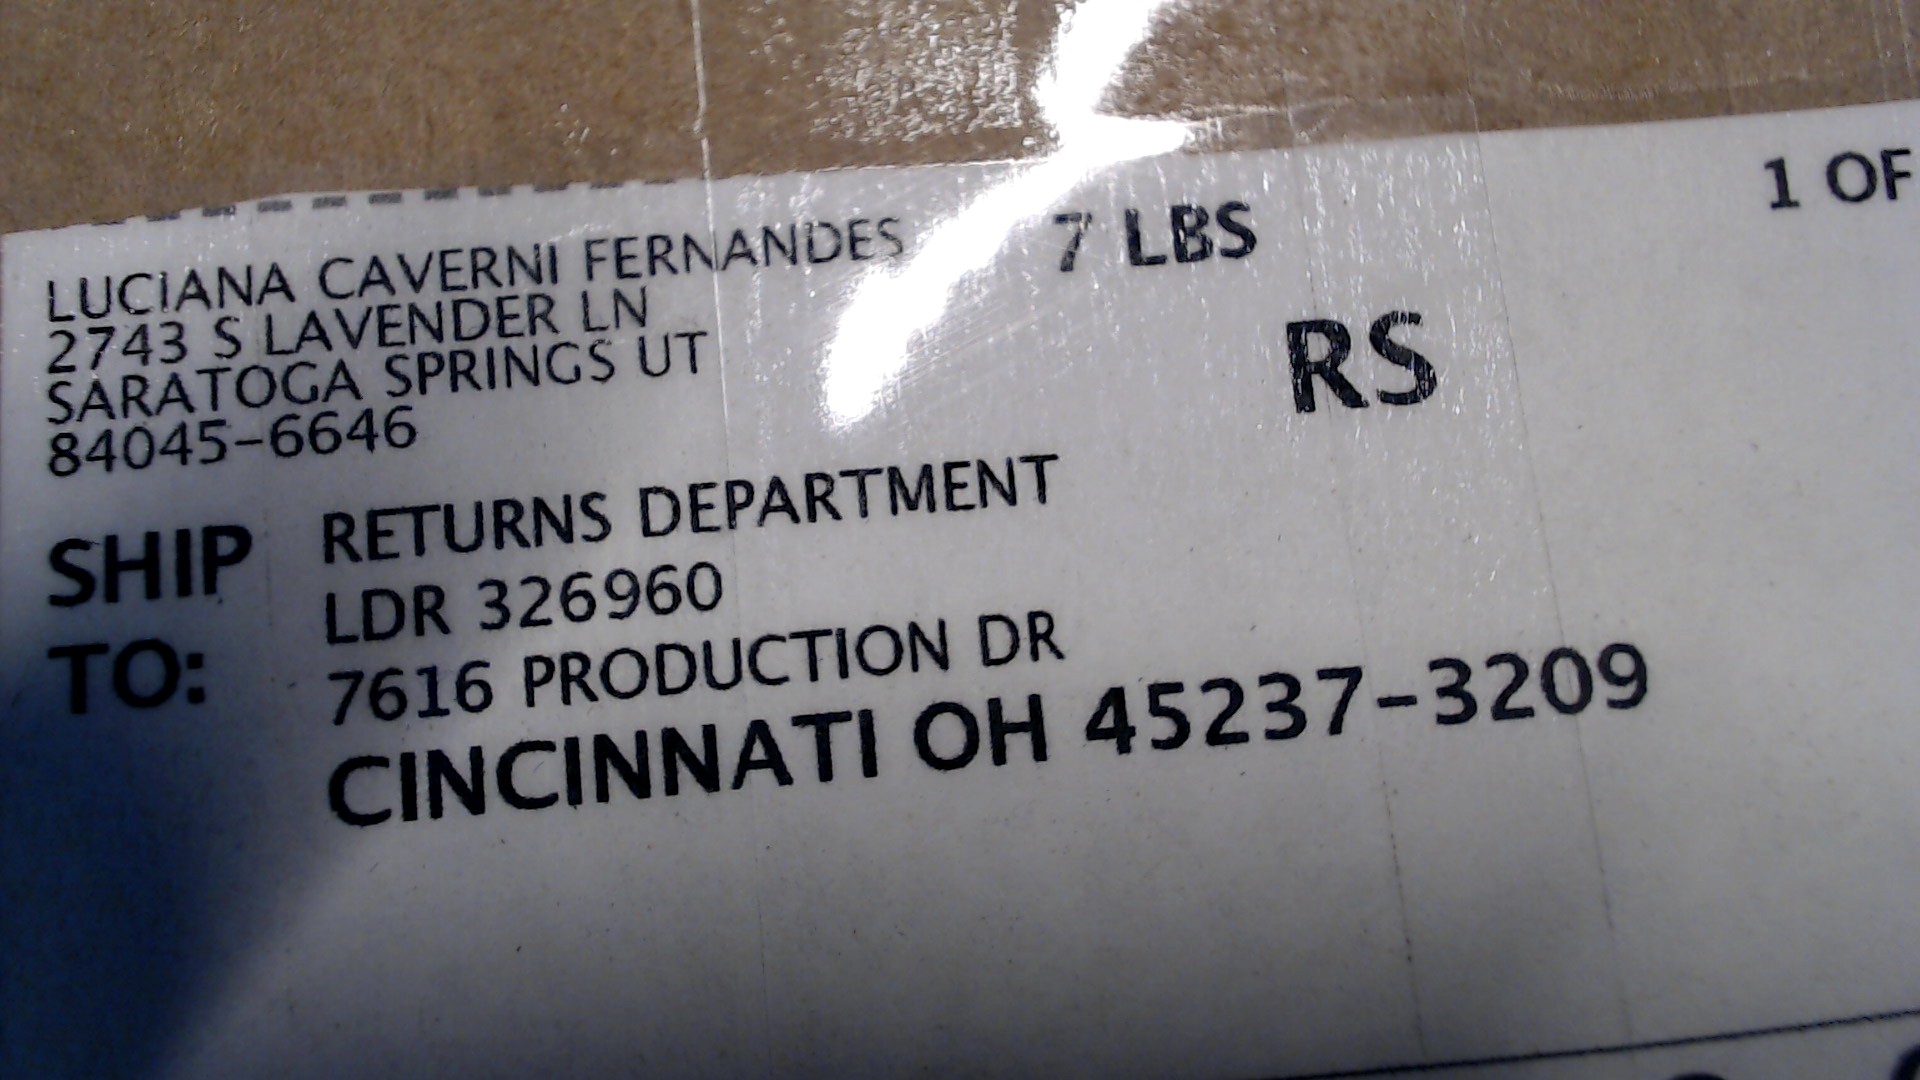 LUCIANA CAVERNI FERNANDES 7 LBS 1 OF
2743 S LAVENDER LN
SARATOGA SPRINGS UT
84045-6646
RS
SHIP TO:
RETURNS DEPARTMENT
LDR 326960
7616 PRODUCTION DR
CINCINNATI OH 45237-3209